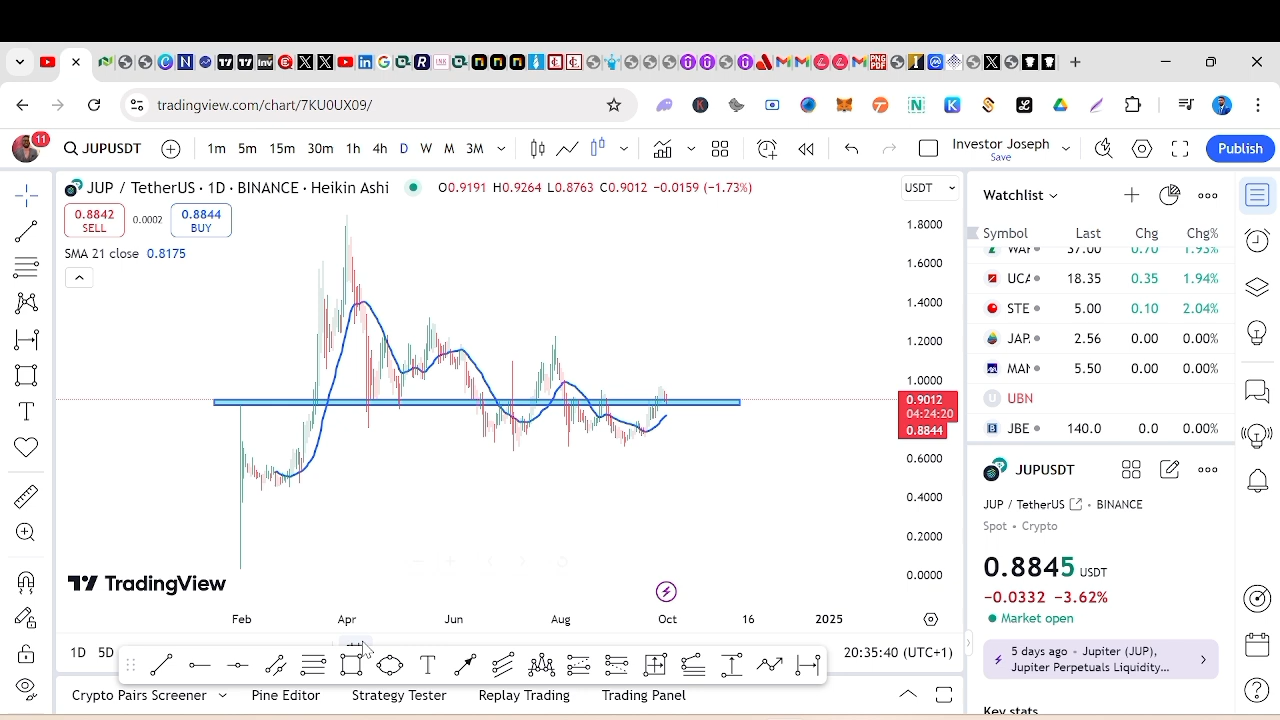 tradingview.com/chart/7KU0UX09/
11 JUPUSDT 1m 5m 15m 30m 1h 4h D W M 3M Investor Joseph Save Publish
JUP / TetherUS · 1D · BINANCE · Heikin Ashi O0.9191 H0.9264 L0.8763 C0.9012 −0.0159 (−1.73%) USDT
0.8842 SELL 0.0002 0.8844 BUY
SMA 21 close 0.8175
1.8000
1.6000
1.4000
1.2000
1.0000
0.9012
04:24:20
0.8844
0.6000
0.4000
0.2000
0.0000
TradingView
Feb Apr Jun Aug Oct 16 2025
1D 5D 20:35:40 (UTC+1)
Crypto Pairs Screener Pine Editor Strategy Tester Replay Trading Trading Panel
Watchlist
Symbol Last Chg Chg%
37.00 0.70 1.93%
UCA 18.35 0.35 1.94%
STE 5.00 0.10 2.04%
JAP. 2.56 0.00 0.00%
MAN 5.50 0.00 0.00%
U UBN
JBE 140.0 0.0 0.00%
JUPUSDT
JUP / TetherUS · BINANCE
Spot · Crypto
0.8845 USDT
−0.0332 −3.62%
Market open
5 days ago · Jupiter (JUP),
Jupiter Perpetuals Liquidity...
Key stats